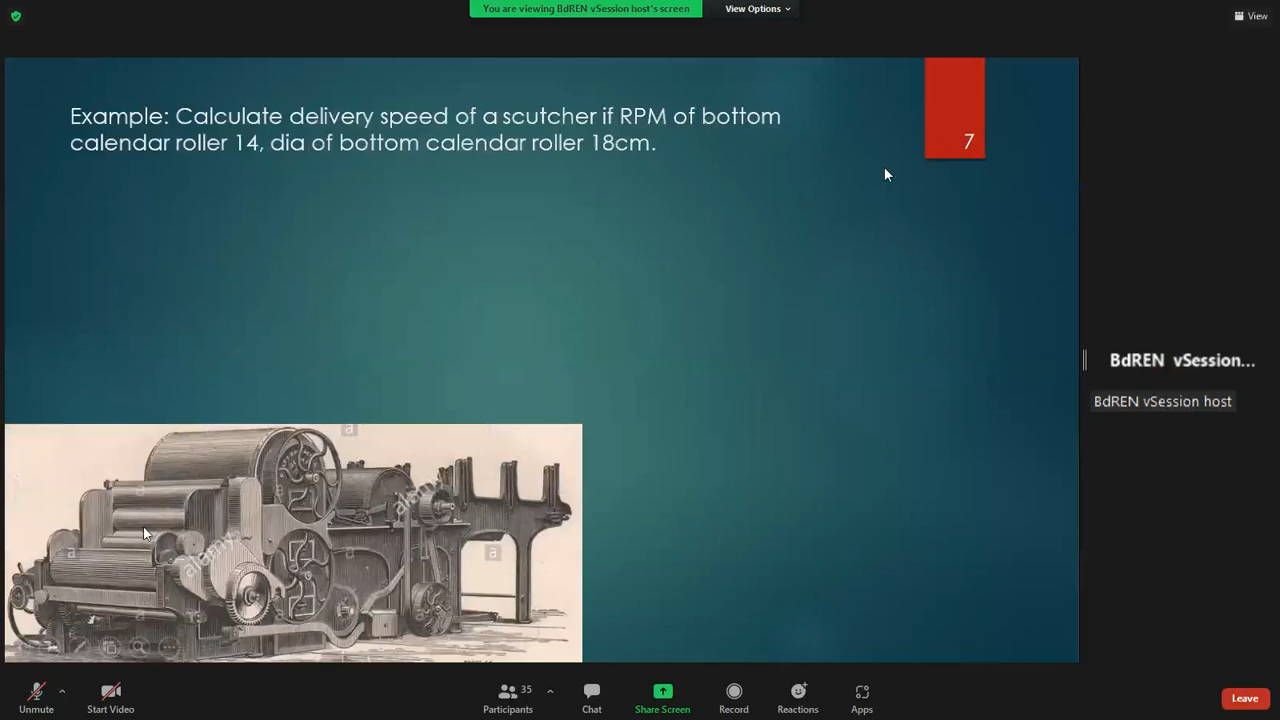 You are viewing BdREN vSession host's screen
View Options
View
Example: Calculate delivery speed of a scutcher if RPM of bottom
calendar roller 14, dia of bottom calendar roller 18cm.
7
BdREN vSession...
BdREN vSession host
a
a
alamy
a
a
a
alamy
a
a
Unmute
Start Video
35
Participants
Chat
Share Screen
Record
Reactions
Apps
Leave